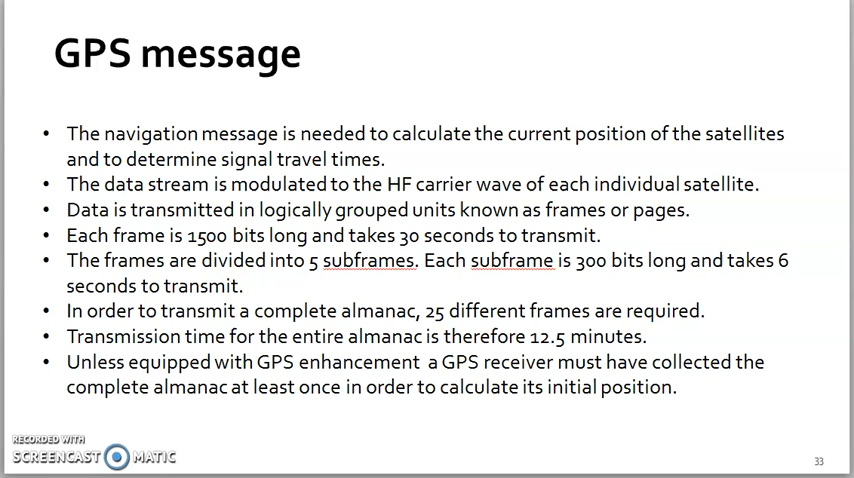 GPS message
• The navigation message is needed to calculate the current position of the satellites
and to determine signal travel times.
• The data stream is modulated to the HF carrier wave of each individual satellite.
• Data is transmitted in logically grouped units known as frames or pages.
• Each frame is 1500 bits long and takes 30 seconds to transmit.
• The frames are divided into 5 subframes. Each subframe is 300 bits long and takes 6
seconds to transmit.
• In order to transmit a complete almanac, 25 different frames are required.
• Transmission time for the entire almanac is therefore 12.5 minutes.
• Unless equipped with GPS enhancement a GPS receiver must have collected the
complete almanac at least once in order to calculate its initial position.
RECORDED WITH
SCREENCAST MATIC
33